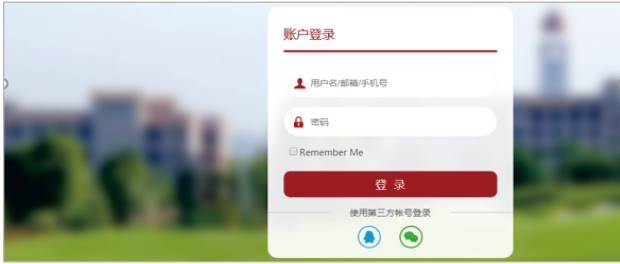 账户登录
用户名/邮箱/手机号
密码
Remember Me
登 录
使用第三方帐号登录